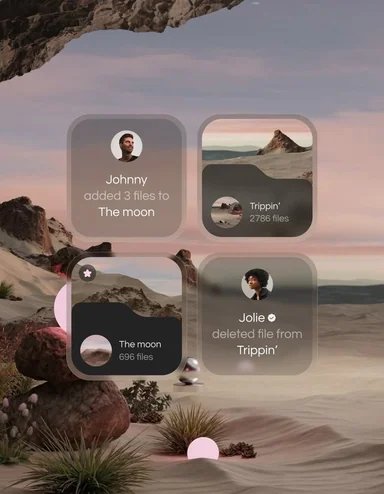 Johnny
added 3 files to
The moon
Trippin’
2786 files
The moon
696 files
Jolie
deleted file from
Trippin’